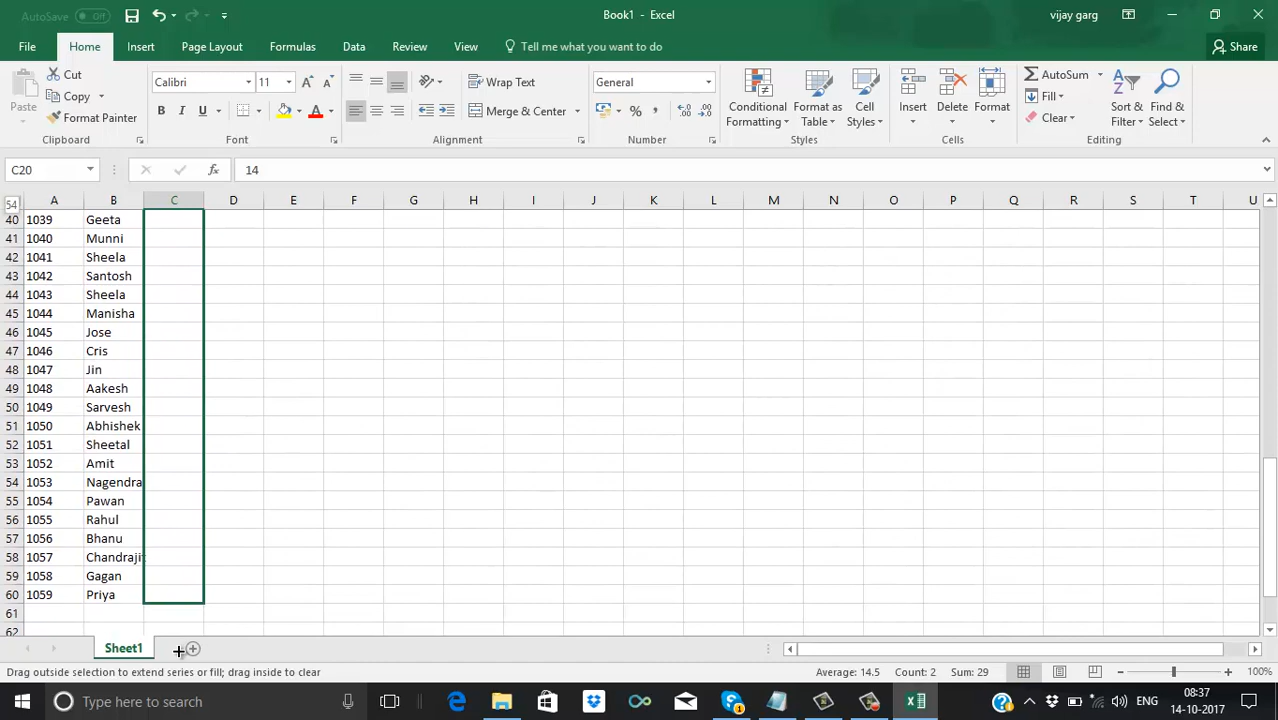 AutoSave Off Book1 - Excel vijay garg
File Home Insert Page Layout Formulas Data Review View Tell me what you want to do Share
Cut Calibri 11 Wrap Text General AutoSum
Copy Fill
Paste Format Painter Merge & Center Conditional Formatting Format as Table Cell Styles Insert Delete Format Clear Sort & Filter Find & Select
Clipboard Font Alignment Number Styles Cells Editing
C20 fx 14
54 A B C D E F G H I J K L M N O P Q R S T U
40 1039 Geeta
41 1040 Munni
42 1041 Sheela
43 1042 Santosh
44 1043 Sheela
45 1044 Manisha
46 1045 Jose
47 1046 Cris
48 1047 Jin
49 1048 Aakesh
50 1049 Sarvesh
51 1050 Abhishek
52 1051 Sheetal
53 1052 Amit
54 1053 Nagendra
55 1054 Pawan
56 1055 Rahul
57 1056 Bhanu
58 1057 Chandrajit
59 1058 Gagan
60 1059 Priya
61
62
Sheet1
Drag outside selection to extend series or fill; drag inside to clear Average: 14.5 Count: 2 Sum: 29 100%
Type here to search ENG 08:37
14-10-2017